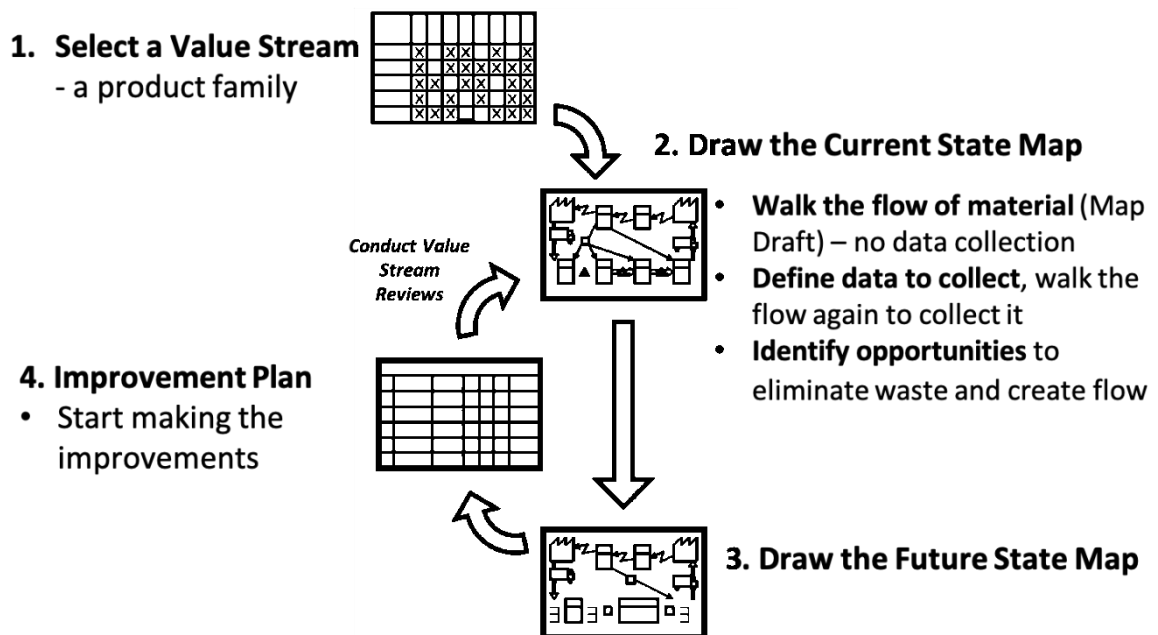 1. Select a Value Stream
- a product family
X X X X X
X X X X X X X X
X X X X X X
X X X X X
X X X X X X
2. Draw the Current State Map
• Walk the flow of material (Map
Draft) – no data collection
• Define data to collect, walk the
flow again to collect it
• Identify opportunities to
eliminate waste and create flow
Conduct Value
Stream
Reviews
4. Improvement Plan
• Start making the
improvements
3. Draw the Future State Map